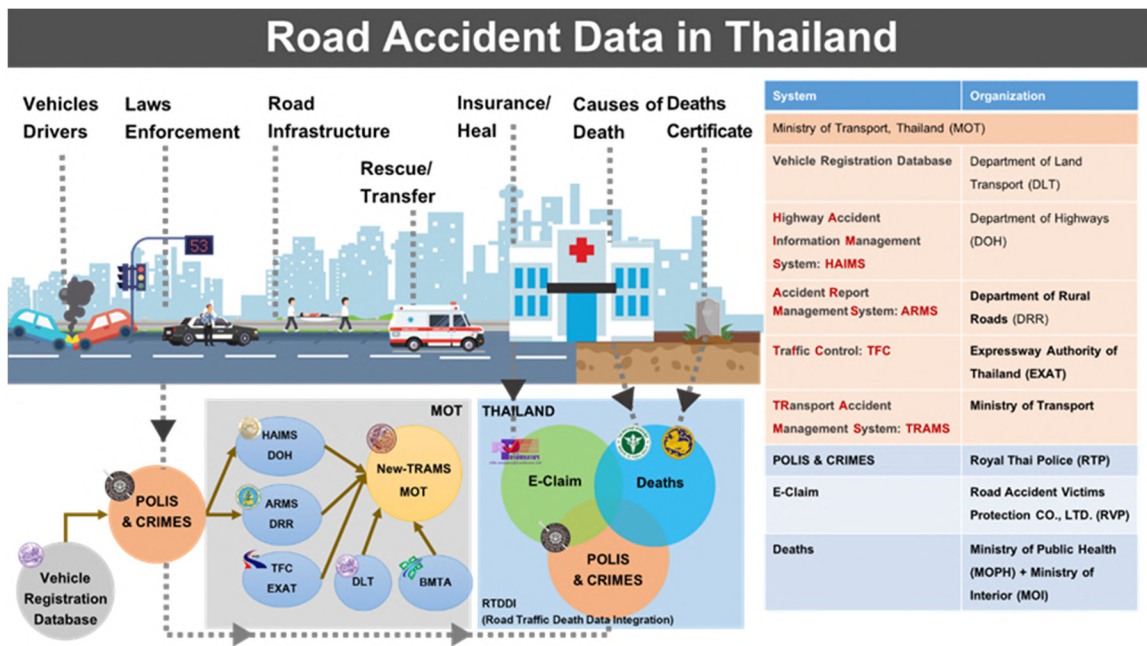 Road Accident Data in Thailand
Vehicles
Drivers
Laws
Enforcement
Road
Infrastructure
Rescue/
Transfer
Insurance/
Heal
Causes of
Death
Deaths
Certificate
53
MOT
HAIMS
DOH
ARMS
DRR
TFC
EXAT
New-TRAMS
MOT
DLT
BMTA
POLIS
& CRIMES
Vehicle
Registration
Database
THAILAND
E-Claim
Deaths
POLIS
& CRIMES
RTDDI
(Road Traffic Death Data Integration)
System Organization
Ministry of Transport, Thailand (MOT)
Vehicle Registration Database Department of Land
Transport (DLT)
Highway Accident Department of Highways
Information Management (DOH)
System: HAIMS
Accident Report Department of Rural
Management System: ARMS Roads (DRR)
Traffic Control: TFC Expressway Authority of
Thailand (EXAT)
TRansport Accident Ministry of Transport
Management System: TRAMS
POLIS & CRIMES Royal Thai Police (RTP)
E-Claim Road Accident Victims
Protection CO., LTD. (RVP)
Deaths Ministry of Public Health
(MOPH) + Ministry of
Interior (MOI)